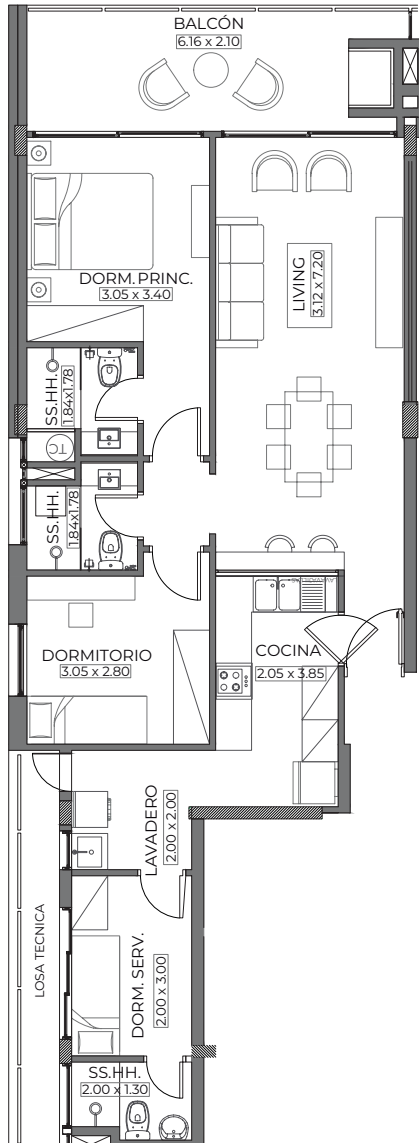 BALCÓN
6.16 x 2.10
DORM. PRINC.
3.05 x 3.40
LIVING
3.12 x 7.20
SS.HH.
1.84x1.78
TC
SS.HH.
1.84x1.78
DORMITORIO
3.05 x 2.80
COCINA
2.05 x 3.85
LAVADERO
2.00 x 2.00
LOSA TECNICA
DORM. SERV.
2.00 x 3.00
SS.HH.
2.00 x 1.30